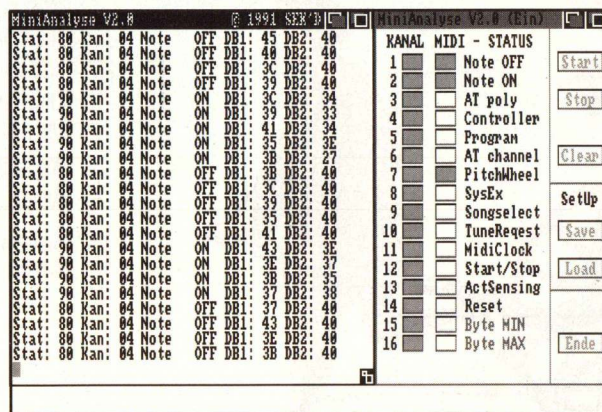 MiniAnalyse V2.0 @ 1991 SEK'D
Stat: 80 Kan: 04 Note OFF DB1: 45 DB2: 40
Stat: 80 Kan: 04 Note OFF DB1: 40 DB2: 40
Stat: 80 Kan: 04 Note OFF DB1: 3C DB2: 40
Stat: 80 Kan: 04 Note OFF DB1: 39 DB2: 40
Stat: 90 Kan: 04 Note ON DB1: 3C DB2: 34
Stat: 90 Kan: 04 Note ON DB1: 39 DB2: 33
Stat: 90 Kan: 04 Note ON DB1: 41 DB2: 34
Stat: 90 Kan: 04 Note ON DB1: 35 DB2: 3E
Stat: 90 Kan: 04 Note ON DB1: 3B DB2: 27
Stat: 80 Kan: 04 Note OFF DB1: 3B DB2: 40
Stat: 80 Kan: 04 Note OFF DB1: 3C DB2: 40
Stat: 80 Kan: 04 Note OFF DB1: 39 DB2: 40
Stat: 80 Kan: 04 Note OFF DB1: 35 DB2: 40
Stat: 80 Kan: 04 Note OFF DB1: 41 DB2: 40
Stat: 90 Kan: 04 Note ON DB1: 43 DB2: 3E
Stat: 90 Kan: 04 Note ON DB1: 3E DB2: 37
Stat: 90 Kan: 04 Note ON DB1: 3B DB2: 35
Stat: 90 Kan: 04 Note ON DB1: 37 DB2: 38
Stat: 80 Kan: 04 Note OFF DB1: 37 DB2: 40
Stat: 80 Kan: 04 Note OFF DB1: 43 DB2: 40
Stat: 80 Kan: 04 Note OFF DB1: 3E DB2: 40
Stat: 80 Kan: 04 Note OFF DB1: 3B DB2: 40
MiniAnalyse V2.0 (Ein)
KANAL MIDI - STATUS
1 Note OFF
2 Note ON
3 AT poly
4 Controller
5 Program
6 AT channel
7 PitchWheel
8 SysEx
9 Songselect
10 TuneReqest
11 MidiClock
12 Start/Stop
13 ActSensing
14 Reset
15 Byte MIN
16 Byte MAX
Start
Stop
Clear
SetUp
Save
Load
Ende